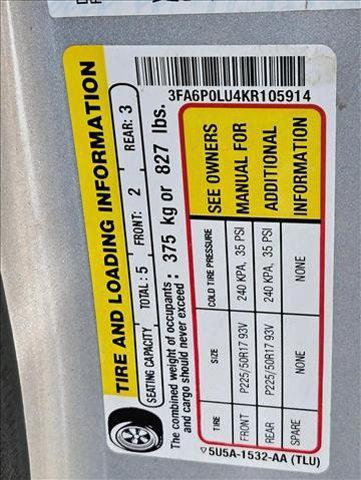 3FA6P0LU4KR105914
TIRE AND LOADING INFORMATION
SEATING CAPACITY TOTAL : 5 FRONT: 2 REAR: 3
The combined weight of occupants and cargo should never exceed : 375 kg or 827 lbs.
TIRE SIZE COLD TIRE PRESSURE
FRONT P225/50R17 93V 240 KPA, 35 PSI
REAR P225/50R17 93V 240 KPA, 35 PSI
SPARE NONE NONE
SEE OWNERS
MANUAL FOR
ADDITIONAL
INFORMATION
5U5A-1532-AA (TLU)